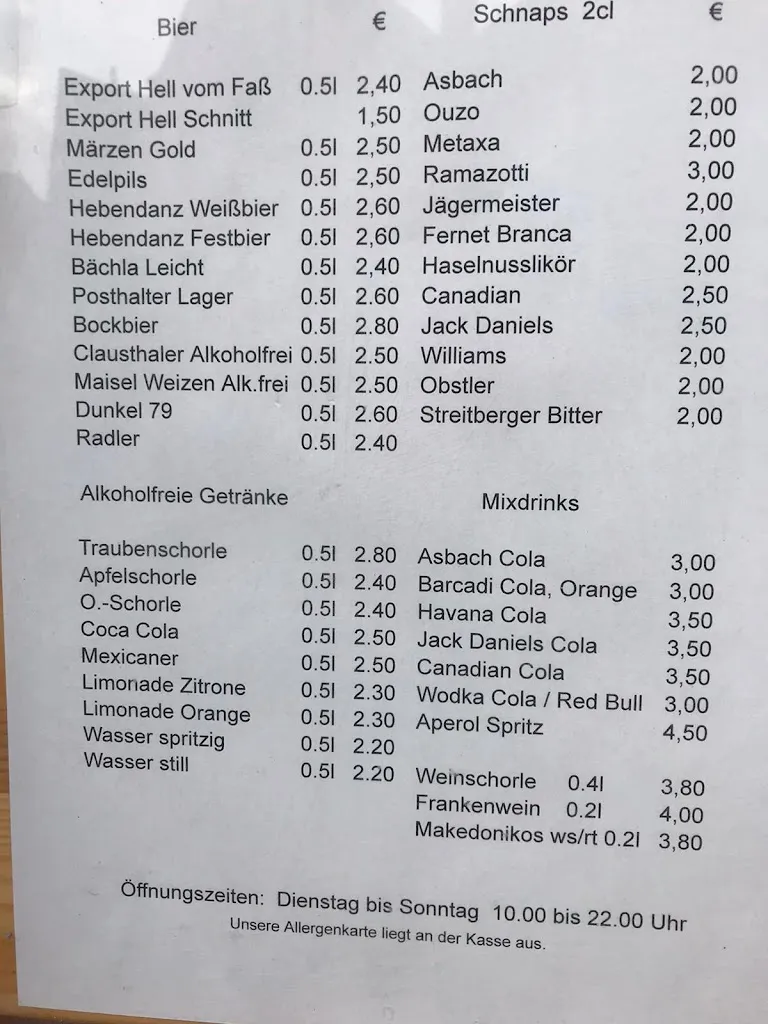 Bier €
Export Hell vom Faß 0.5l 2,40
Export Hell Schnitt 1,50
Märzen Gold 0.5l 2,50
Edelpils 0.5l 2,50
Hebendanz Weißbier 0.5l 2,60
Hebendanz Festbier 0.5l 2,60
Bächla Leicht 0.5l 2,40
Posthalter Lager 0.5l 2.60
Bockbier 0.5l 2.80
Clausthaler Alkoholfrei 0.5l 2.50
Maisel Weizen Alk.frei 0.5l 2.50
Dunkel 79 0.5l 2.60
Radler 0.5l 2.40
Schnaps 2cl €
Asbach 2,00
Ouzo 2,00
Metaxa 2,00
Ramazotti 3,00
Jägermeister 2,00
Fernet Branca 2,00
Haselnusslikör 2,00
Canadian 2,50
Jack Daniels 2,50
Williams 2,00
Obstler 2,00
Streitberger Bitter 2,00
Alkoholfreie Getränke
Traubenschorle 0.5l 2.80
Apfelschorle 0.5l 2.40
O.-Schorle 0.5l 2.40
Coca Cola 0.5l 2.50
Mexicaner 0.5l 2.50
Limonade Zitrone 0.5l 2.30
Limonade Orange 0.5l 2.30
Wasser spritzig 0.5l 2.20
Wasser still 0.5l 2.20
Mixdrinks
Asbach Cola 3,00
Barcadi Cola, Orange 3,00
Havana Cola 3,50
Jack Daniels Cola 3,50
Canadian Cola 3,50
Wodka Cola / Red Bull 3,00
Aperol Spritz 4,50
Weinschorle 0.4l 3,80
Frankenwein 0.2l 4,00
Makedonikos ws/rt 0.2l 3,80
Öffnungszeiten: Dienstag bis Sonntag 10.00 bis 22.00 Uhr
Unsere Allergenkarte liegt an der Kasse aus.